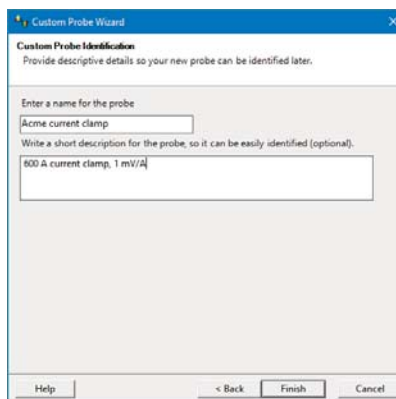 Custom Probe Wizard
Custom Probe Identification
Provide descriptive details so your new probe can be identified later.
Enter a name for the probe
Acme current clamp
Write a short description for the probe, so it can be easily identified (optional).
600 A current clamp, 1 mV/A
Help
< Back
Finish
Cancel